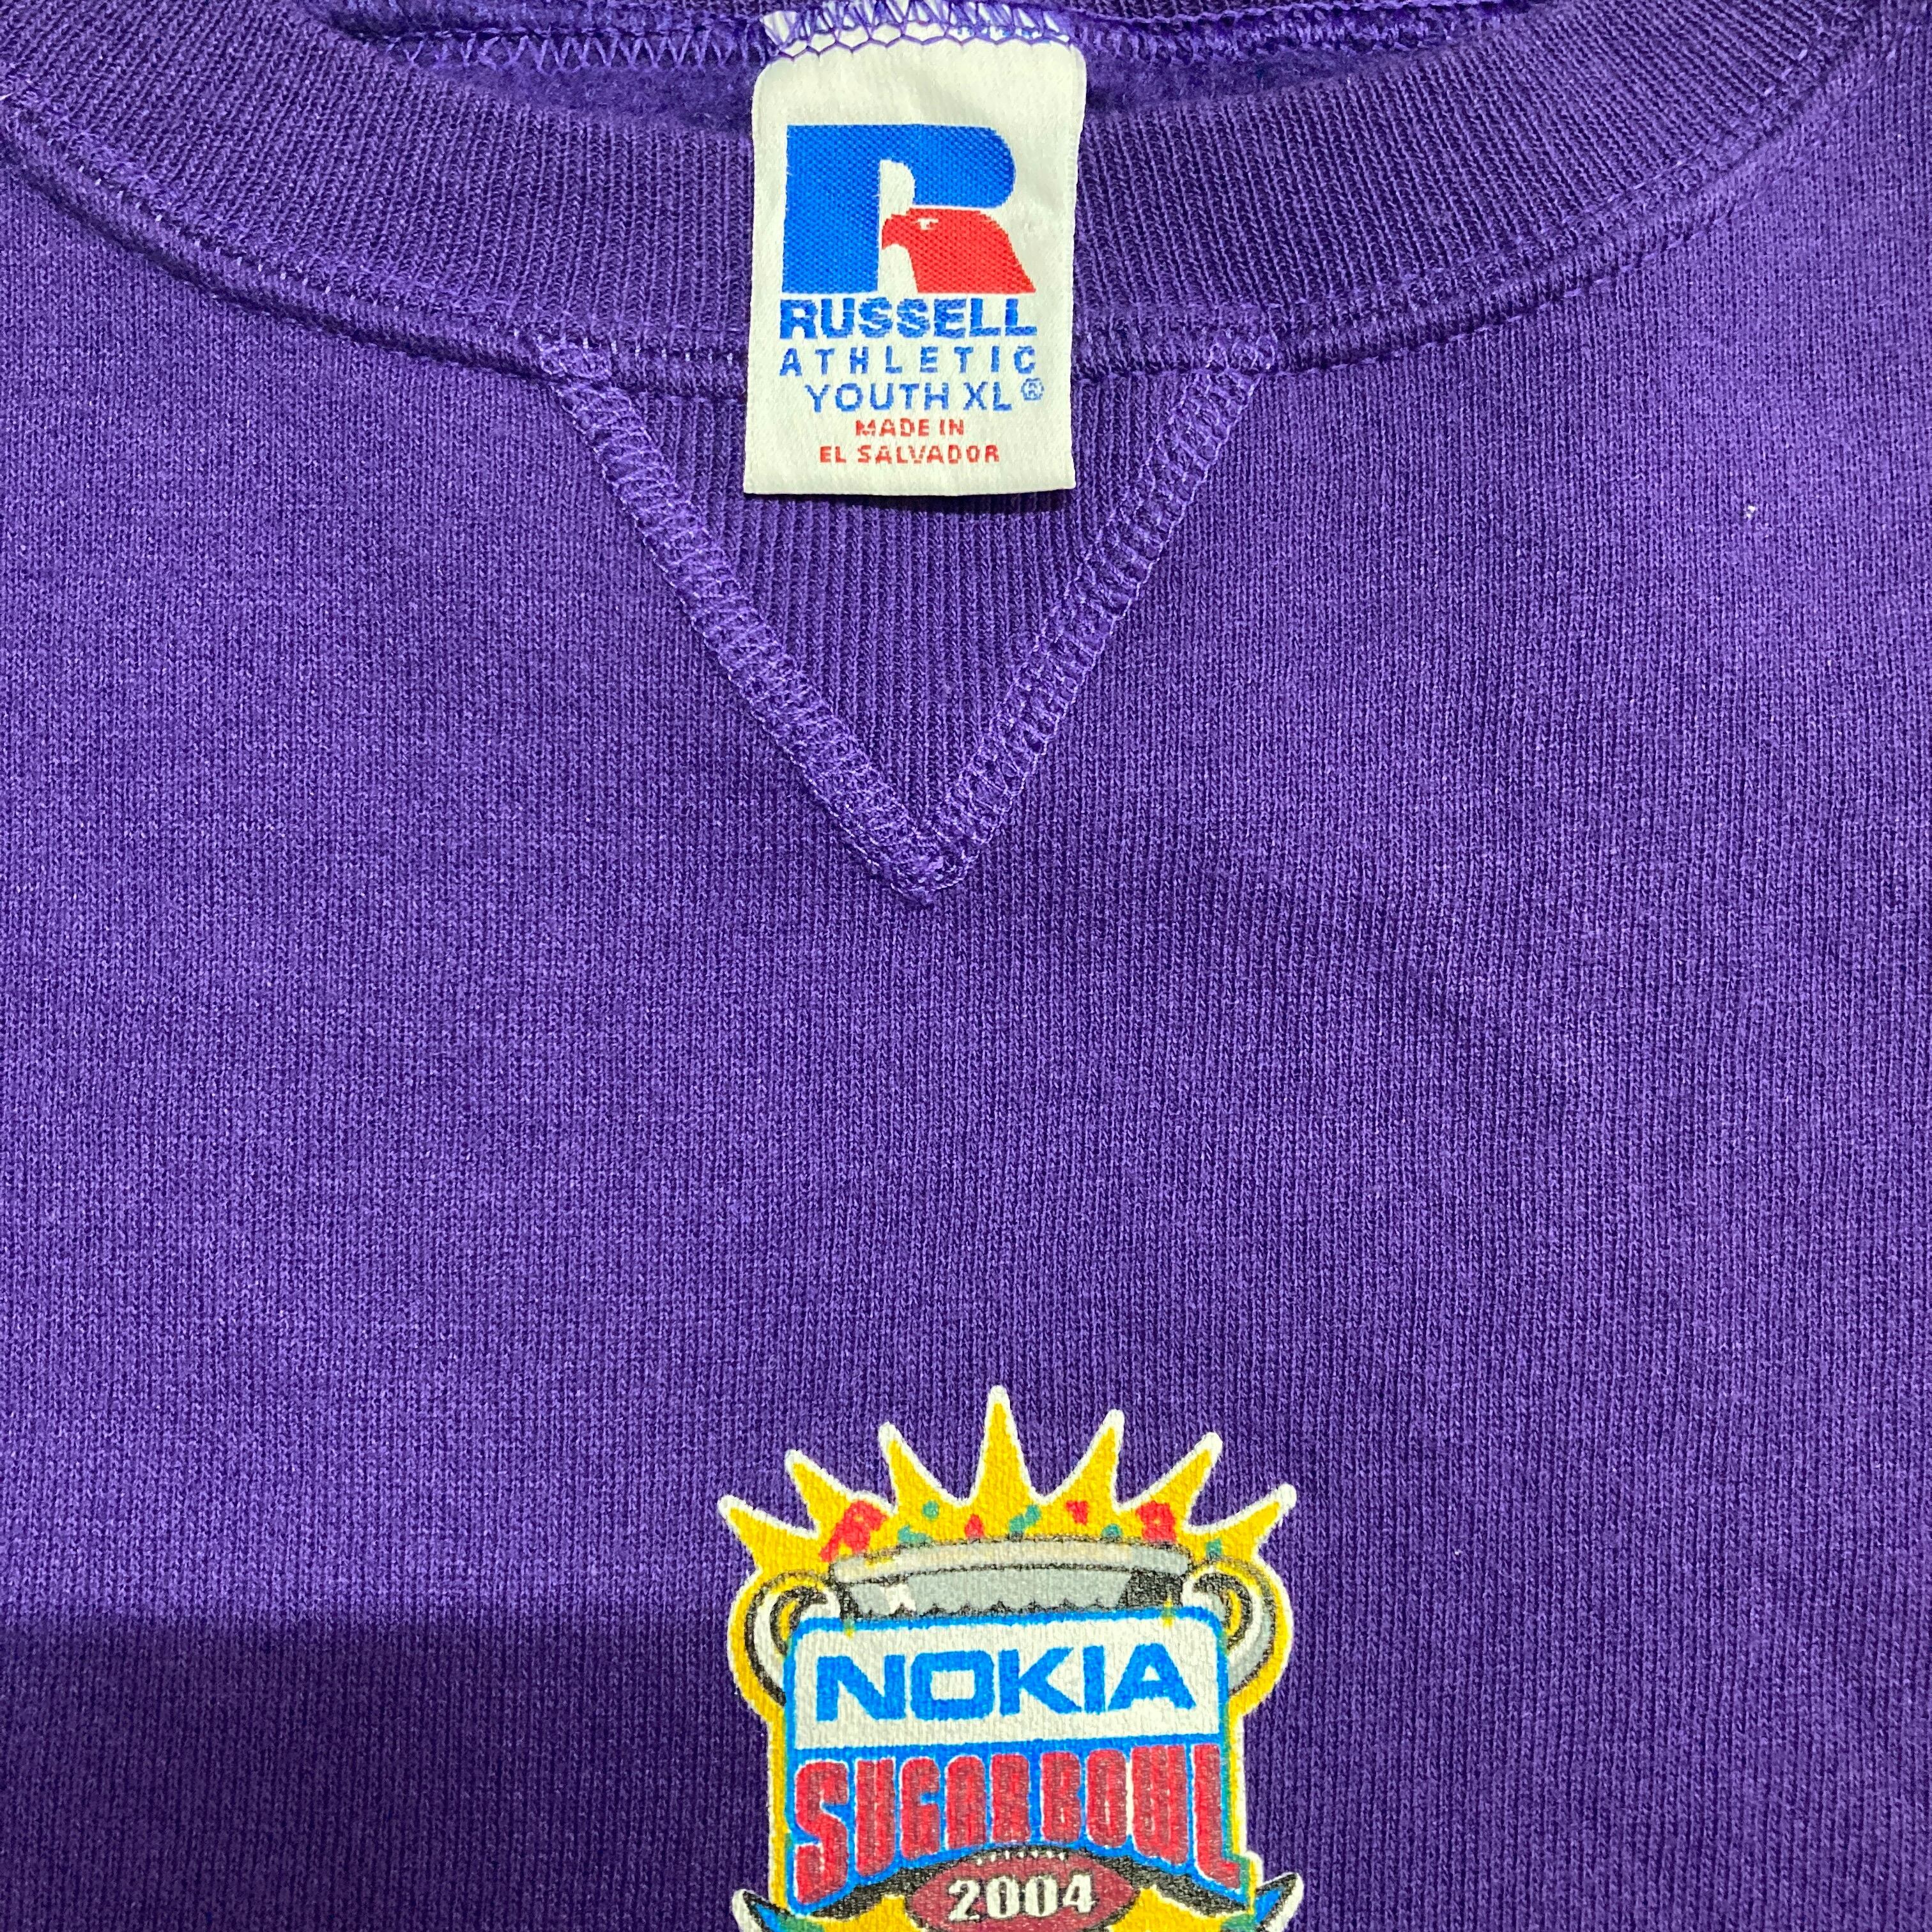 RUSSELL
ATHLETIC
YOUTH XL®
MADE IN
EL SALVADOR
NOKIA
SUGAR BOWL
2004